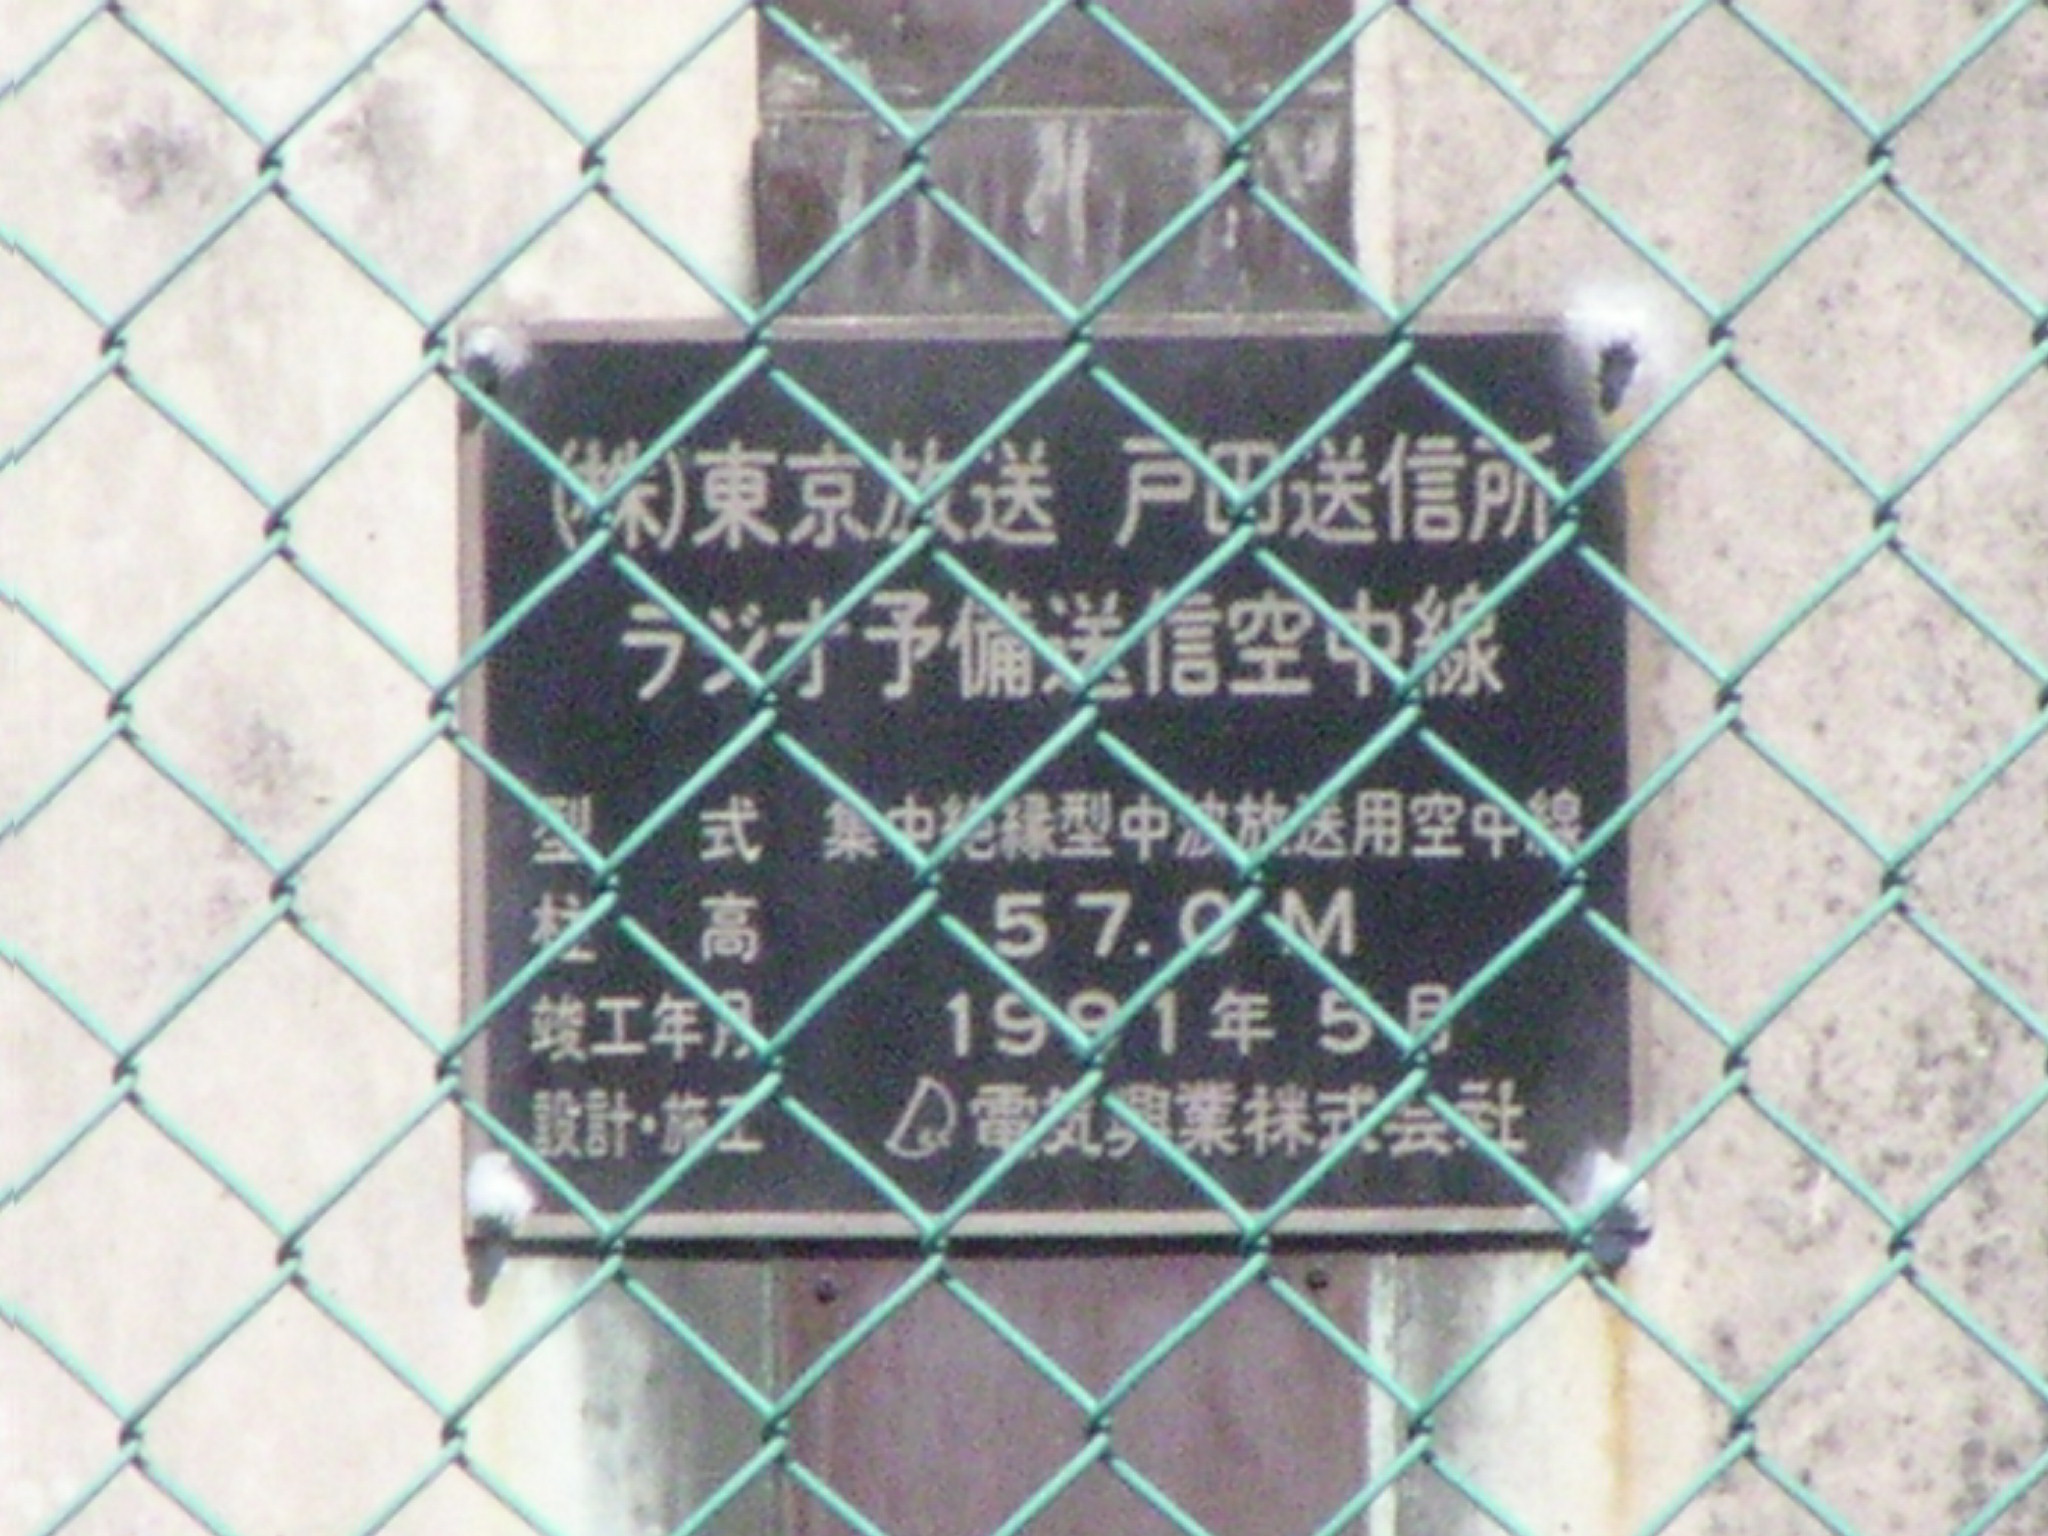 (株)東京放送 戸田送信所
ラジオ予備送信空中線
型 式 集中絶縁型中波放送用空中線
柱 高 57.0 M
竣工年月 1991年 5月
設計・施工 電気興業株式会社